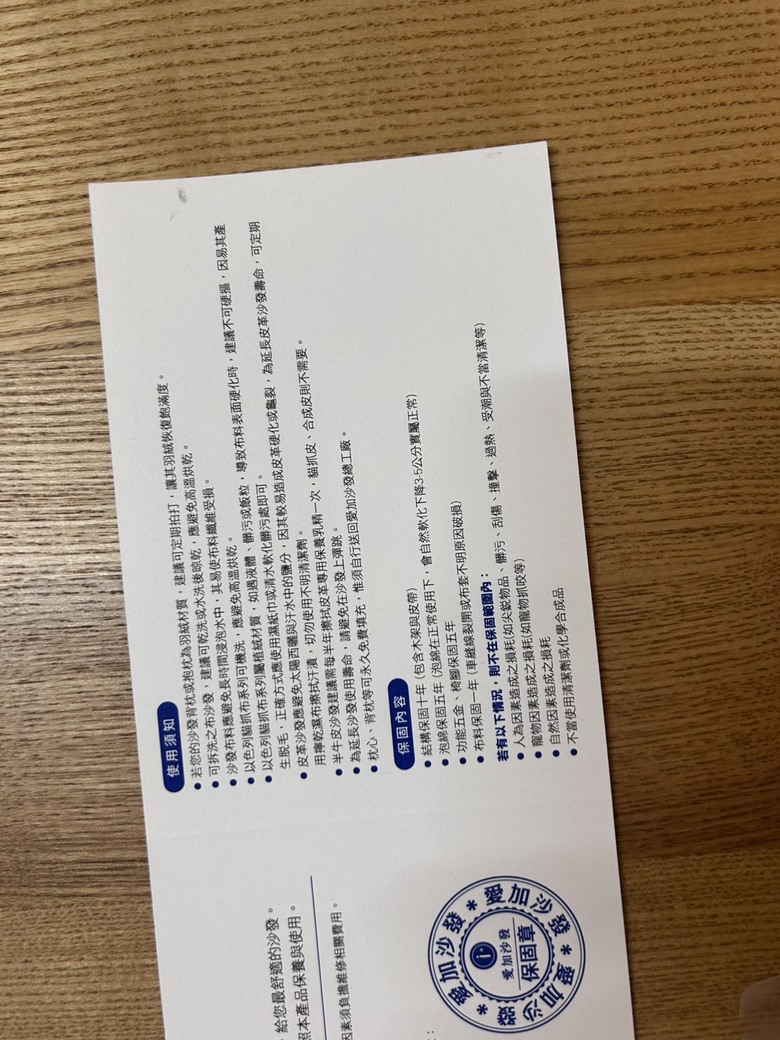 給您最舒適的沙發。
照本產品保養與使用。
因素須負擔維修相關費用。
愛加沙發 * 愛加沙發 * 愛加沙發 *
愛加沙發
保固章
使用須知
● 若您的沙發背枕或抱枕為羽絨材質，建議可定期拍打，讓其羽絨恢復飽滿度。
● 可拆洗之布沙發，建議可乾洗或水洗後晾乾，應避免高溫烘乾。
● 沙發布料應避免長時間浸泡水中，其易使布料纖維受損。
● 以色列貓抓布系列可機洗，應避免高溫烘乾。
● 以色列貓抓布系列屬植絨材質，如遇液體、髒污或飯粒，導致布料表面硬化時，建議不可硬摳，因易其產
生脫毛，正確方式應使用濕紙巾或清水軟化髒污處即可。
● 皮革沙發應避免太陽西曬與汗水中的鹽分，因其較易造成皮革硬化或龜裂，為延長皮革沙發壽命，可定期
用擰乾濕布擦拭汗漬，切勿使用不明清潔劑。
● 半牛皮沙發建議需每半年擦拭皮革專用保養乳精一次，貓抓皮、合成皮則不需要。
● 為延長沙發使用壽命，請避免在沙發上彈跳。
● 枕心、背枕等可永久免費填充，惟須自行送回愛加沙發總工廠。
保固內容
● 結構保固十年 (包含木架與皮帶)
● 泡綿保固五年 (泡綿在正常使用下，會自然軟化下降3-5公分實屬正常)
● 功能五金、椅腳保固五年
● 布料保固一年 (車縫線裂開或布套不明原因破損)
若有以下情況，則不在保固範圍內：
● 人為因素造成之損耗(如尖銳物品、髒污、刮傷、撞擊、過熱、受潮與不當清潔等)
● 寵物因素造成之損耗(如寵物抓咬等)
● 自然因素造成之損耗
● 不當使用清潔劑或化學合成品